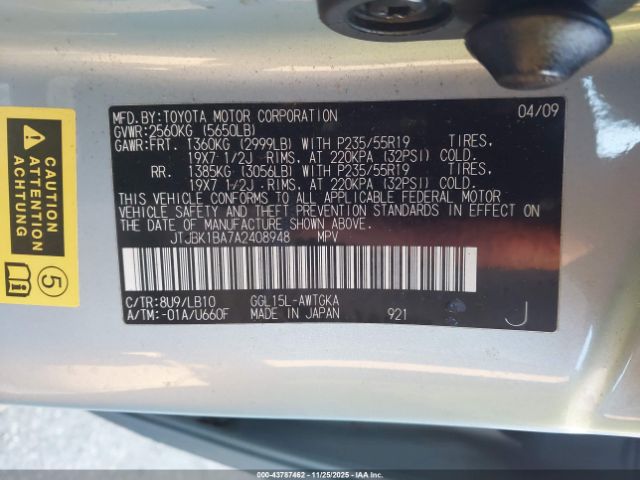 MFD.BY:TOYOTA MOTOR CORPORATION 04/09
GVWR:2560KG (5650LB)
GAWR:FRT. 1360KG (2999LB) WITH P235/55R19 TIRES,
19X7 1/2J RIMS, AT 220KPA (32PSI) COLD.
RR. 1385KG (3056LB) WITH P235/55R19 TIRES,
19X7 1/2J RIMS, AT 220KPA (32PSI) COLD.
THIS VEHICLE CONFORMS TO ALL APPLICABLE FEDERAL MOTOR
VEHICLE SAFETY AND THEFT PREVENTION STANDARDS IN EFFECT ON
THE DATE OF MANUFACTURE SHOWN ABOVE.
JTJBK1BA7A2408948 MPV
C/TR:8U9/LB10 GGL15L-AWTGKA
A/TM:-01A/U660F MADE IN JAPAN 921 J
CAUTION
ATTENTION
5
000-43787462 - 11/25/2025 - Copyright © IAA, Inc.